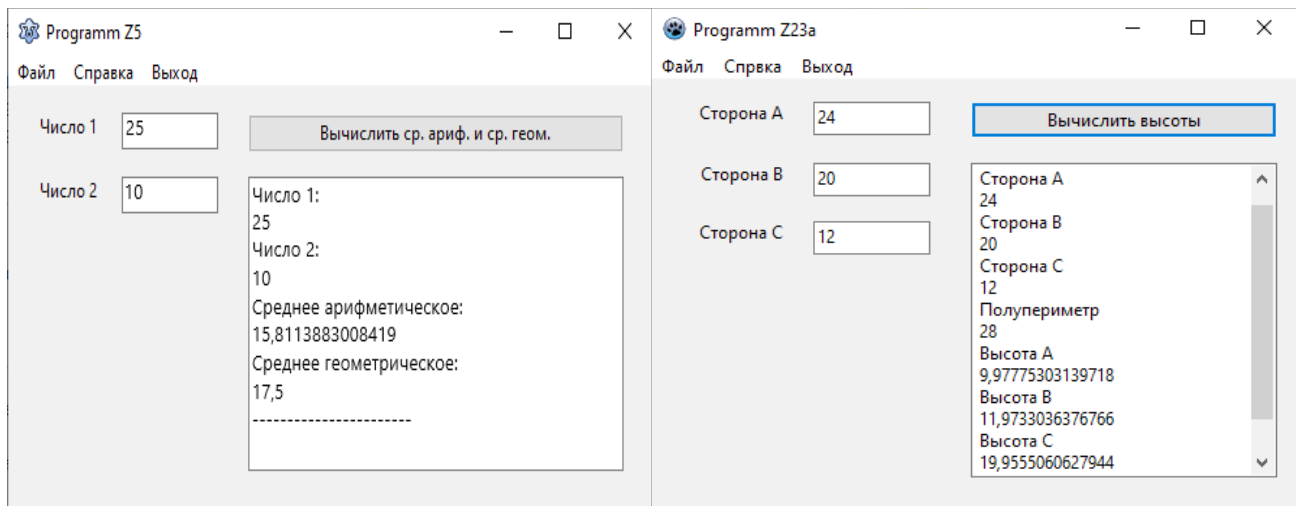 Programm Z5
Файл Справка Выход
Число 1 25
Вычислить ср. ариф. и ср. геом.
Число 2 10
Число 1:
25
Число 2:
10
Среднее арифметическое:
15,8113883008419
Среднее геометрическое:
17,5
-----------------------
Programm Z23a
Файл Спрвка Выход
Сторона A 24
Вычислить высоты
Сторона B 20
Сторона C 12
Сторона A
24
Сторона B
20
Сторона C
12
Полупериметр
28
Высота A
9,97775303139718
Высота B
11,9733036376766
Высота C
19,9555060627944